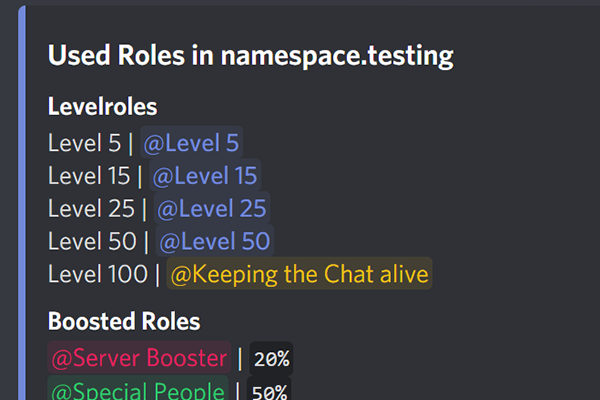 Used Roles in namespace.testing
Levelroles
Level 5 | @Level 5
Level 15 | @Level 15
Level 25 | @Level 25
Level 50 | @Level 50
Level 100 | @Keeping the Chat alive
Boosted Roles
@Server Booster | 20%
@Special People | 50%